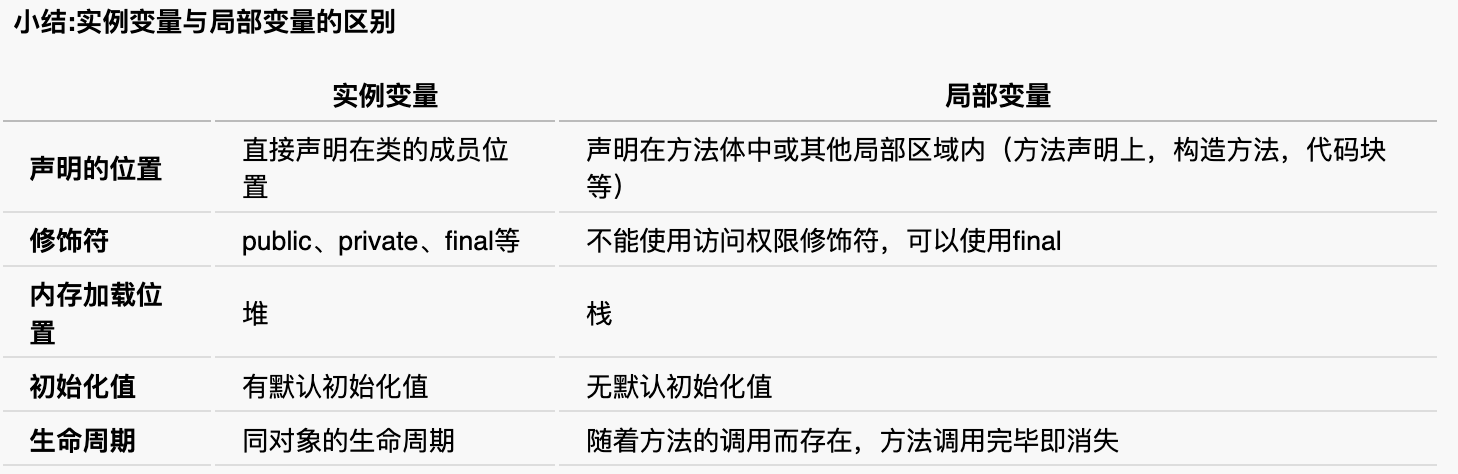 小结:实例变量与局部变量的区别
实例变量 局部变量
声明的位置 直接声明在类的成员位 声明在方法体中或其他局部区域内（方法声明上，构造方法，代码块
置 等）
修饰符 public、private、final等 不能使用访问权限修饰符，可以使用final
内存加载位
置 堆 栈
初始化值 有默认初始化值 无默认初始化值
生命周期 同对象的生命周期 随着方法的调用而存在，方法调用完毕即消失